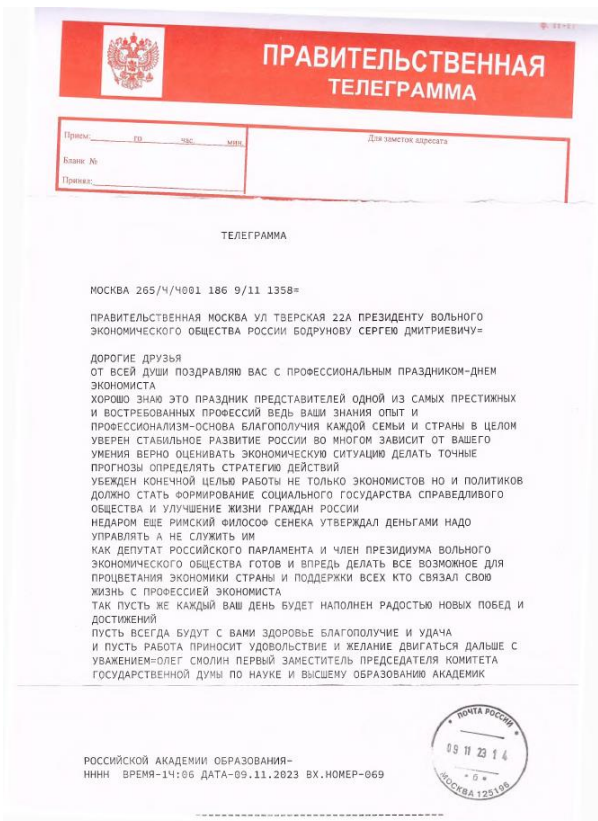 ПРАВИТЕЛЬСТВЕННАЯ
ТЕЛЕГРАММА
Прием: го час. мин.
Бланк №
Принял:
Для заметок адресата
ТЕЛЕГРАММА
МОСКВА 265/Ч/Ч001 186 9/11 1358=
ПРАВИТЕЛЬСТВЕННАЯ МОСКВА УЛ ТВЕРСКАЯ 22А ПРЕЗИДЕНТУ ВОЛЬНОГО
ЭКОНОМИЧЕСКОГО ОБЩЕСТВА РОССИИ БОДРУНОВУ СЕРГЕЮ ДМИТРИЕВИЧУ=
ДОРОГИЕ ДРУЗЬЯ
ОТ ВСЕЙ ДУШИ ПОЗДРАВЛЯЮ ВАС С ПРОФЕССИОНАЛЬНЫМ ПРАЗДНИКОМ-ДНЕМ
ЭКОНОМИСТА
ХОРОШО ЗНАЮ ЭТО ПРАЗДНИК ПРЕДСТАВИТЕЛЕЙ ОДНОЙ ИЗ САМЫХ ПРЕСТИЖНЫХ
И ВОСТРЕБОВАННЫХ ПРОФЕССИЙ ВЕДЬ ВАШИ ЗНАНИЯ ОПЫТ И
ПРОФЕССИОНАЛИЗМ-ОСНОВА БЛАГОПОЛУЧИЯ КАЖДОЙ СЕМЬИ И СТРАНЫ В ЦЕЛОМ
УВЕРЕН СТАБИЛЬНОЕ РАЗВИТИЕ РОССИИ ВО МНОГОМ ЗАВИСИТ ОТ ВАШЕГО
УМЕНИЯ ВЕРНО ОЦЕНИВАТЬ ЭКОНОМИЧЕСКУЮ СИТУАЦИЮ ДЕЛАТЬ ТОЧНЫЕ
ПРОГНОЗЫ ОПРЕДЕЛЯТЬ СТРАТЕГИЮ ДЕЙСТВИЙ
УБЕЖДЕН КОНЕЧНОЙ ЦЕЛЬЮ РАБОТЫ НЕ ТОЛЬКО ЭКОНОМИСТОВ НО И ПОЛИТИКОВ
ДОЛЖНО СТАТЬ ФОРМИРОВАНИЕ СОЦИАЛЬНОГО ГОСУДАРСТВА СПРАВЕДЛИВОГО
ОБЩЕСТВА И УЛУЧШЕНИЕ ЖИЗНИ ГРАЖДАН РОССИИ
НЕДАРОМ ЕЩЕ РИМСКИЙ ФИЛОСОФ СЕНЕКА УТВЕРЖДАЛ ДЕНЬГАМИ НАДО
УПРАВЛЯТЬ А НЕ СЛУЖИТЬ ИМ
КАК ДЕПУТАТ РОССИЙСКОГО ПАРЛАМЕНТА И ЧЛЕН ПРЕЗИДИУМА ВОЛЬНОГО
ЭКОНОМИЧЕСКОГО ОБЩЕСТВА ГОТОВ И ВПРЕДЬ ДЕЛАТЬ ВСЕ ВОЗМОЖНОЕ ДЛЯ
ПРОЦВЕТАНИЯ ЭКОНОМИКИ СТРАНЫ И ПОДДЕРЖКИ ВСЕХ КТО СВЯЗАЛ СВОЮ
ЖИЗНЬ С ПРОФЕССИЕЙ ЭКОНОМИСТА
ТАК ПУСТЬ ЖЕ КАЖДЫЙ ВАШ ДЕНЬ БУДЕТ НАПОЛНЕН РАДОСТЬЮ НОВЫХ ПОБЕД И
ДОСТИЖЕНИЙ
ПУСТЬ ВСЕГДА БУДУТ С ВАМИ ЗДОРОВЬЕ БЛАГОПОЛУЧИЕ И УДАЧА
И ПУСТЬ РАБОТА ПРИНОСИТ УДОВОЛЬСТВИЕ И ЖЕЛАНИЕ ДВИГАТЬСЯ ДАЛЬШЕ С
УВАЖЕНИЕМ=ОЛЕГ СМОЛИН ПЕРВЫЙ ЗАМЕСТИТЕЛЬ ПРЕДСЕДАТЕЛЯ КОМИТЕТА
ГОСУДАРСТВЕННОЙ ДУМЫ ПО НАУКЕ И ВЫСШЕМУ ОБРАЗОВАНИЮ АКАДЕМИК
РОССИЙСКОЙ АКАДЕМИИ ОБРАЗОВАНИЯ-
НННН ВРЕМЯ-14:06 ДАТА-09.11.2023 ВХ.НОМЕР-069
ПОЧТА РОССИИ
09 11 23 14
* б *
МОСКВА 125196